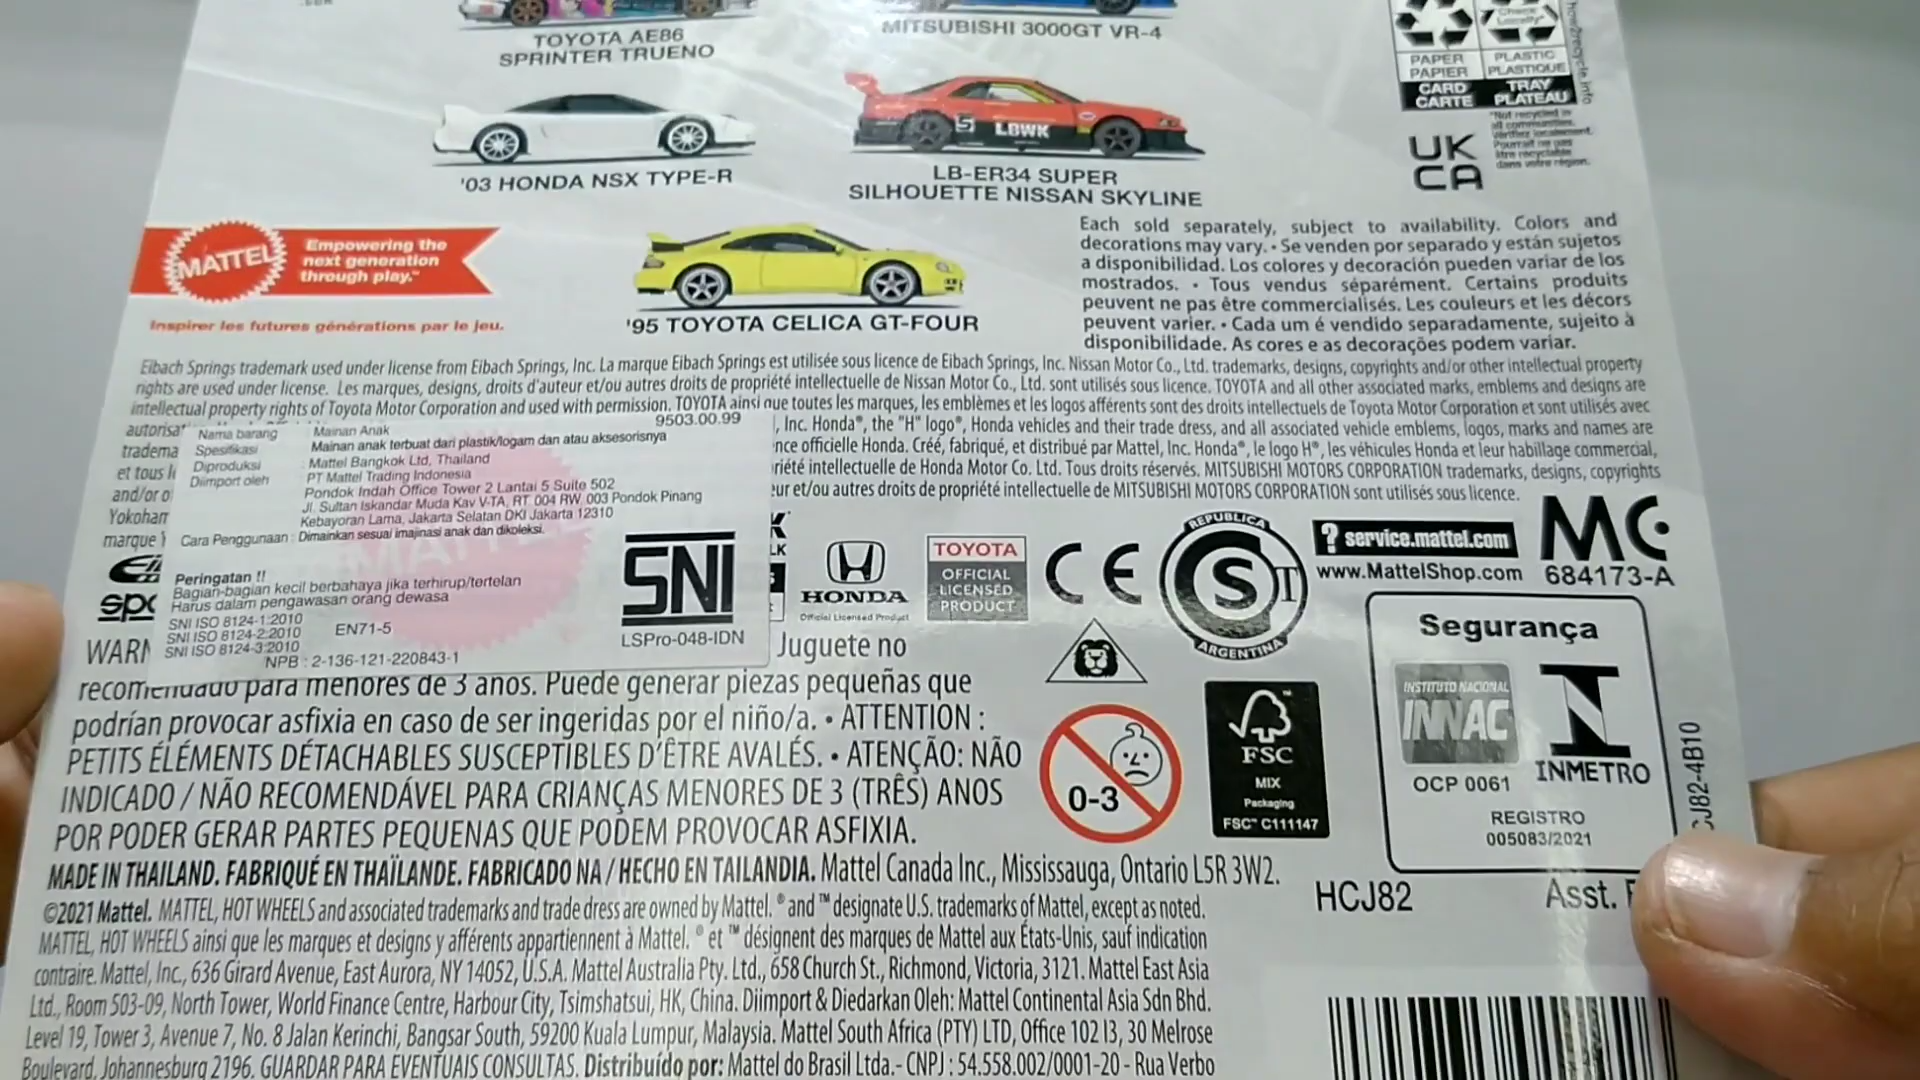 TOYOTA AE86
SPRINTER TRUENO
MITSUBISHI 3000GT VR-4
'03 HONDA NSX TYPE-R
5 LBWK
LB-ER34 SUPER
SILHOUETTE NISSAN SKYLINE
'95 TOYOTA CELICA GT-FOUR
MATTEL
Empowering the
next generation
through play.™
Inspirer les futures générations par le jeu.
PAPER
PAPIER
CARD
CARTE
PLASTIC
PLASTIQUE
TRAY
PLATEAU
how2recycle.info
UK
CA
Each sold separately, subject to availability. Colors and
decorations may vary. • Se venden por separado y están sujetos
a disponibilidad. Los colores y decoración pueden variar de los
mostrados. • Tous vendus séparément. Certains produits
peuvent ne pas être commercialisés. Les couleurs et les décors
peuvent varier. • Cada um é vendido separadamente, sujeito à
disponibilidade. As cores e as decorações podem variar.
Eibach Springs trademark used under license from Eibach Springs, Inc. La marque Eibach Springs est utilisée sous licence de Eibach Springs, Inc. Nissan Motor Co., Ltd. trademarks, designs, copyrights and/or other intellectual property
rights are used under license. Les marques, designs, droits d'auteur et/ou autres droits de propriété intellectuelle de Nissan Motor Co., Ltd. sont utilisés sous licence. TOYOTA and all other associated marks, emblems and designs are
intellectual property rights of Toyota Motor Corporation and used with permission. TOYOTA ainsi que toutes les marques, les emblèmes et les logos afférents sont des droits intellectuels de Toyota Motor Corporation et sont utilisés avec
, Inc. Honda®, the "H" logo®, Honda vehicles and their trade dress, and all associated vehicle emblems, logos, marks and names are
officielle Honda. Créé, fabriqué, et distribué par Mattel, Inc. Honda®, le logo H®, les véhicules Honda et leur habillage commercial,
intellectuelle de Honda Motor Co. Ltd. Tous droits réservés. MITSUBISHI MOTORS CORPORATION trademarks, designs, copyrights
et/ou autres droits de propriété intellectuelle de MITSUBISHI MOTORS CORPORATION sont utilisés sous licence.
et tous
and/or
marque
9503.00.99
Nama barang Mainan Anak
Spesifikasi : Mainan anak terbuat dari plastik/logam dan atau aksesorisnya
Diproduksi : Mattel Bangkok Ltd, Thailand
Diimport oleh PT Mattel Trading Indonesia
Pondok Indah Office Tower 2 Lantai 5 Suite 502
Jl. Sultan Iskandar Muda Kav V-TA, RT. 004 RW. 003 Pondok Pinang
Kebayoran Lama, Jakarta Selatan DKI Jakarta 12310
Cara Penggunaan : Dimainkan sesuai imajinasi anak dan dikoleksi.
Peringatan !!
Bagian-bagian kecil berbahaya jika terhirup/tertelan
Harus dalam pengawasan orang dewasa
SNI ISO 8124-1:2010
SNI ISO 8124-2:2010 EN71-5
SNI ISO 8124-3:2010
NPB : 2-136-121-220843-1
SNI
LSPro-048-IDN
HONDA
Official Licensed Product
TOYOTA
OFFICIAL
LICENSED
PRODUCT
CE
REPUBLICA
S T
ARGENTINA
? service.mattel.com
www.MattelShop.com
MC
684173-A
Juguete no
recomendado para menores de 3 anos. Puede generar piezas pequeñas que
podrían provocar asfixia en caso de ser ingeridas por el niño/a. • ATTENTION :
PETITS ÉLÉMENTS DÉTACHABLES SUSCEPTIBLES D'ÊTRE AVALÉS. • ATENÇÃO: NÃO
INDICADO / NÃO RECOMENDÁVEL PARA CRIANÇAS MENORES DE 3 (TRÊS) ANOS
POR PODER GERAR PARTES PEQUENAS QUE PODEM PROVOCAR ASFIXIA.
0-3
FSC
MIX
Packaging
FSC™ C111147
Segurança
INSTITUTO NACIONAL
INNAC
OCP 0061
INMETRO
REGISTRO
005083/2021
CJ82-4B10
MADE IN THAILAND. FABRIQUÉ EN THAÏLANDE. FABRICADO NA / HECHO EN TAILANDIA. Mattel Canada Inc., Mississauga, Ontario L5R 3W2.
HCJ82 Asst.
©2021 Mattel. MATTEL, HOT WHEELS and associated trademarks and trade dress are owned by Mattel. ® and ™ designate U.S. trademarks of Mattel, except as noted.
MATTEL, HOT WHEELS ainsi que les marques et designs y afférents appartiennent à Mattel. ® et ™ désignent des marques de Mattel aux États-Unis, sauf indication
contraire. Mattel, Inc., 636 Girard Avenue, East Aurora, NY 14052, U.S.A. Mattel Australia Pty. Ltd., 658 Church St., Richmond, Victoria, 3121. Mattel East Asia
Ltd., Room 503-09, North Tower, World Finance Centre, Harbour City, Tsimshatsui, HK, China. Diimport & Diedarkan Oleh: Mattel Continental Asia Sdn Bhd.
Level 19, Tower 3, Avenue 7, No. 8 Jalan Kerinchi, Bangsar South, 59200 Kuala Lumpur, Malaysia. Mattel South Africa (PTY) LTD, Office 102 I3, 30 Melrose
Boulevard, Johannesburg 2196. GUARDAR PARA EVENTUAIS CONSULTAS. Distribuído por: Mattel do Brasil Ltda.- CNPJ : 54.558.002/0001-20 - Rua Verbo